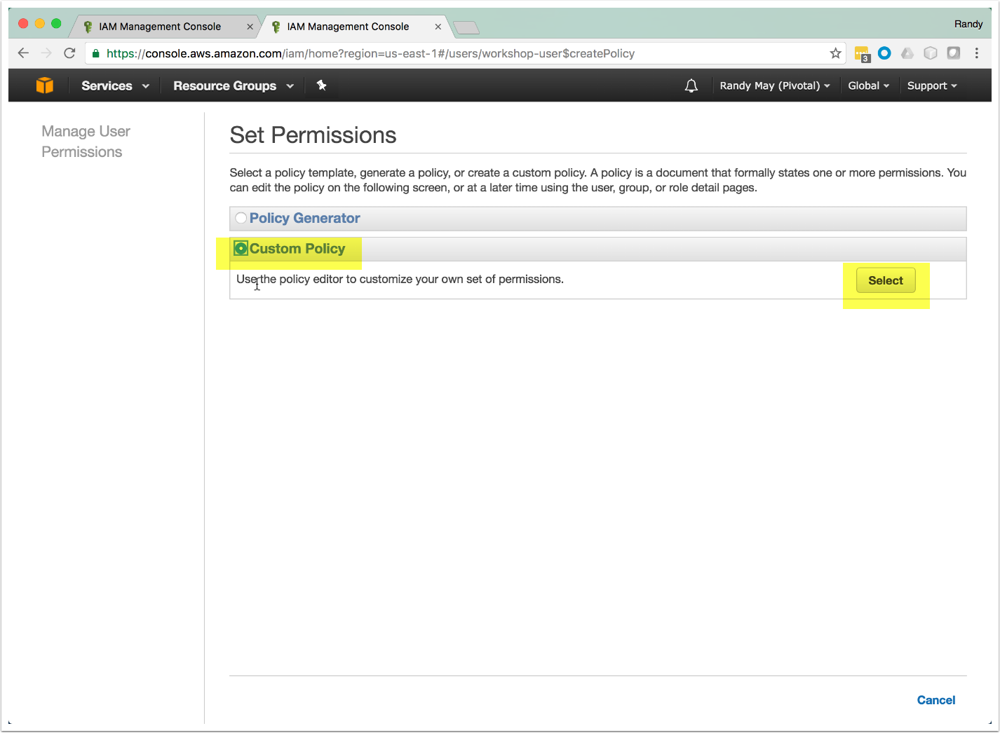 IAM Management Console
IAM Management Console
Randy
https://console.aws.amazon.com/iam/home?region=us-east-1#/users/workshop-user$createPolicy
3
Services
Resource Groups
Randy May (Pivotal)
Global
Support
Manage User
Permissions
Set Permissions
Select a policy template, generate a policy, or create a custom policy. A policy is a document that formally states one or more permissions. You
can edit the policy on the following screen, or at a later time using the user, group, or role detail pages.
Policy Generator
Custom Policy
Use the policy editor to customize your own set of permissions.
Select
Cancel